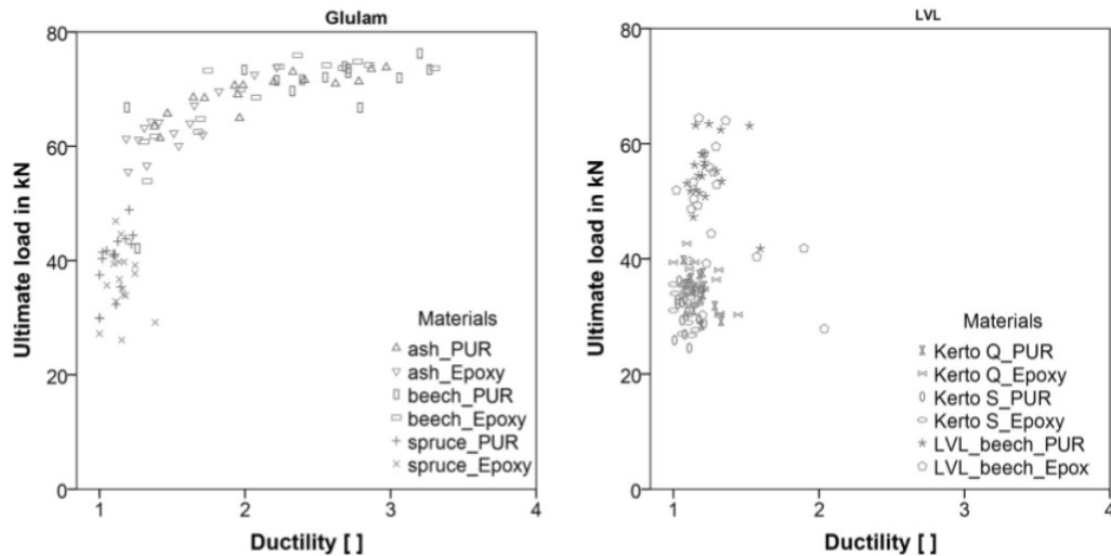 Glulam
80
60
40
20
0
Ultimate load in kN
Materials
ash_PUR
ash_Epoxy
beech_PUR
beech_Epoxy
spruce_PUR
spruce_Epoxy
1 2 3 4
Ductility [ ]
LVL
80
60
40
20
0
Ultimate load in kN
Materials
Kerto Q_PUR
Kerto Q_Epoxy
Kerto S_PUR
Kerto S_Epoxy
LVL_beech_PUR
LVL_beech_Epox
1 2 3 4
Ductility [ ]